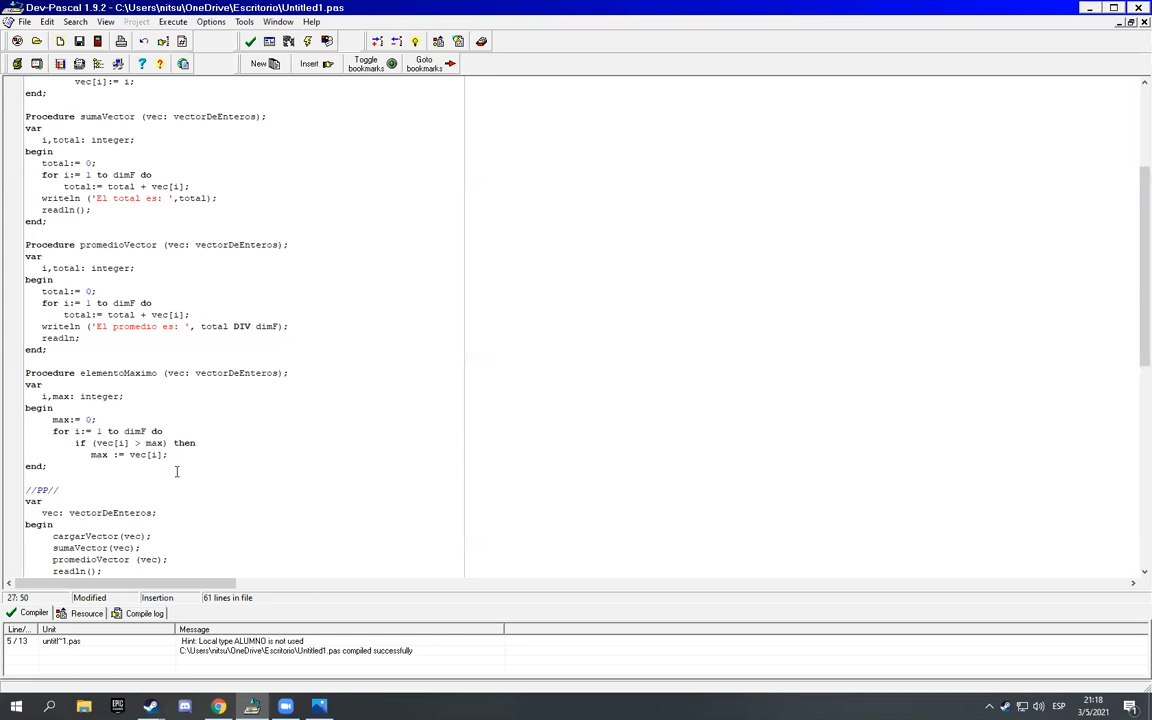 Dev-Pascal 1.9.2 - C:\Users\nitsu\OneDrive\Escritorio\Untitled1.pas
File Edit Search View Project Execute Options Tools Window Help
New Insert Toggle bookmarks Goto bookmarks
vec[i]:= i;
end;
Procedure sumaVector (vec: vectorDeEnteros);
var
i,total: integer;
begin
total:= 0;
for i:= 1 to dimF do
total:= total + vec[i];
writeln ('El total es: ',total);
readln();
end;
Procedure promedioVector (vec: vectorDeEnteros);
var
i,total: integer;
begin
total:= 0;
for i:= 1 to dimF do
total:= total + vec[i];
writeln ('El promedio es: ', total DIV dimF);
readln;
end;
Procedure elementoMaximo (vec: vectorDeEnteros);
var
i,max: integer;
begin
max:= 0;
for i:= 1 to dimF do
if (vec[i] > max) then
max := vec[i];
end;
//PP//
var
vec: vectorDeEnteros;
begin
cargarVector(vec);
sumaVector(vec);
promedioVector (vec);
readln();
27: 50 Modified Insertion 61 lines in file
Compiler Resource Compile log
Line/... Unit Message
5 / 13 untitl~1.pas Hint: Local type ALUMNO is not used
C:\Users\nitsu\OneDrive\Escritorio\Untitled1.pas compiled successfully
EPIC
ESP
21:18
3/5/2021